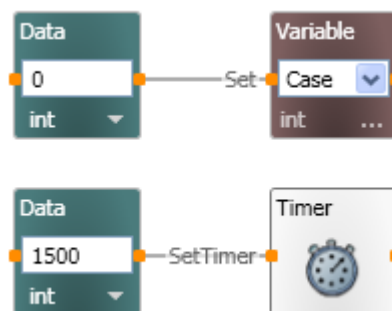 Data
Variable
0
Set
Case
int
int ...
Data
Timer
1500
SetTimer
int